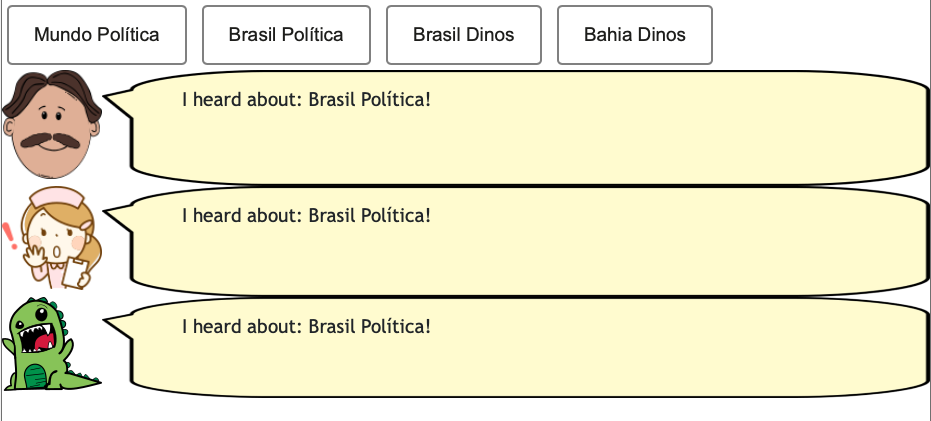 Mundo Política
Brasil Política
Brasil Dinos
Bahia Dinos
I heard about: Brasil Política!
I heard about: Brasil Política!
I heard about: Brasil Política!